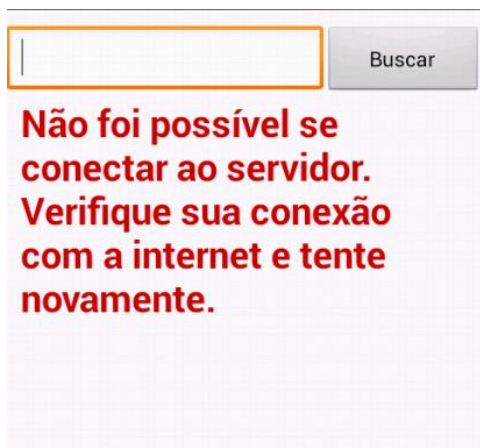 Buscar
Não foi possível se
conectar ao servidor.
Verifique sua conexão
com a internet e tente
novamente.